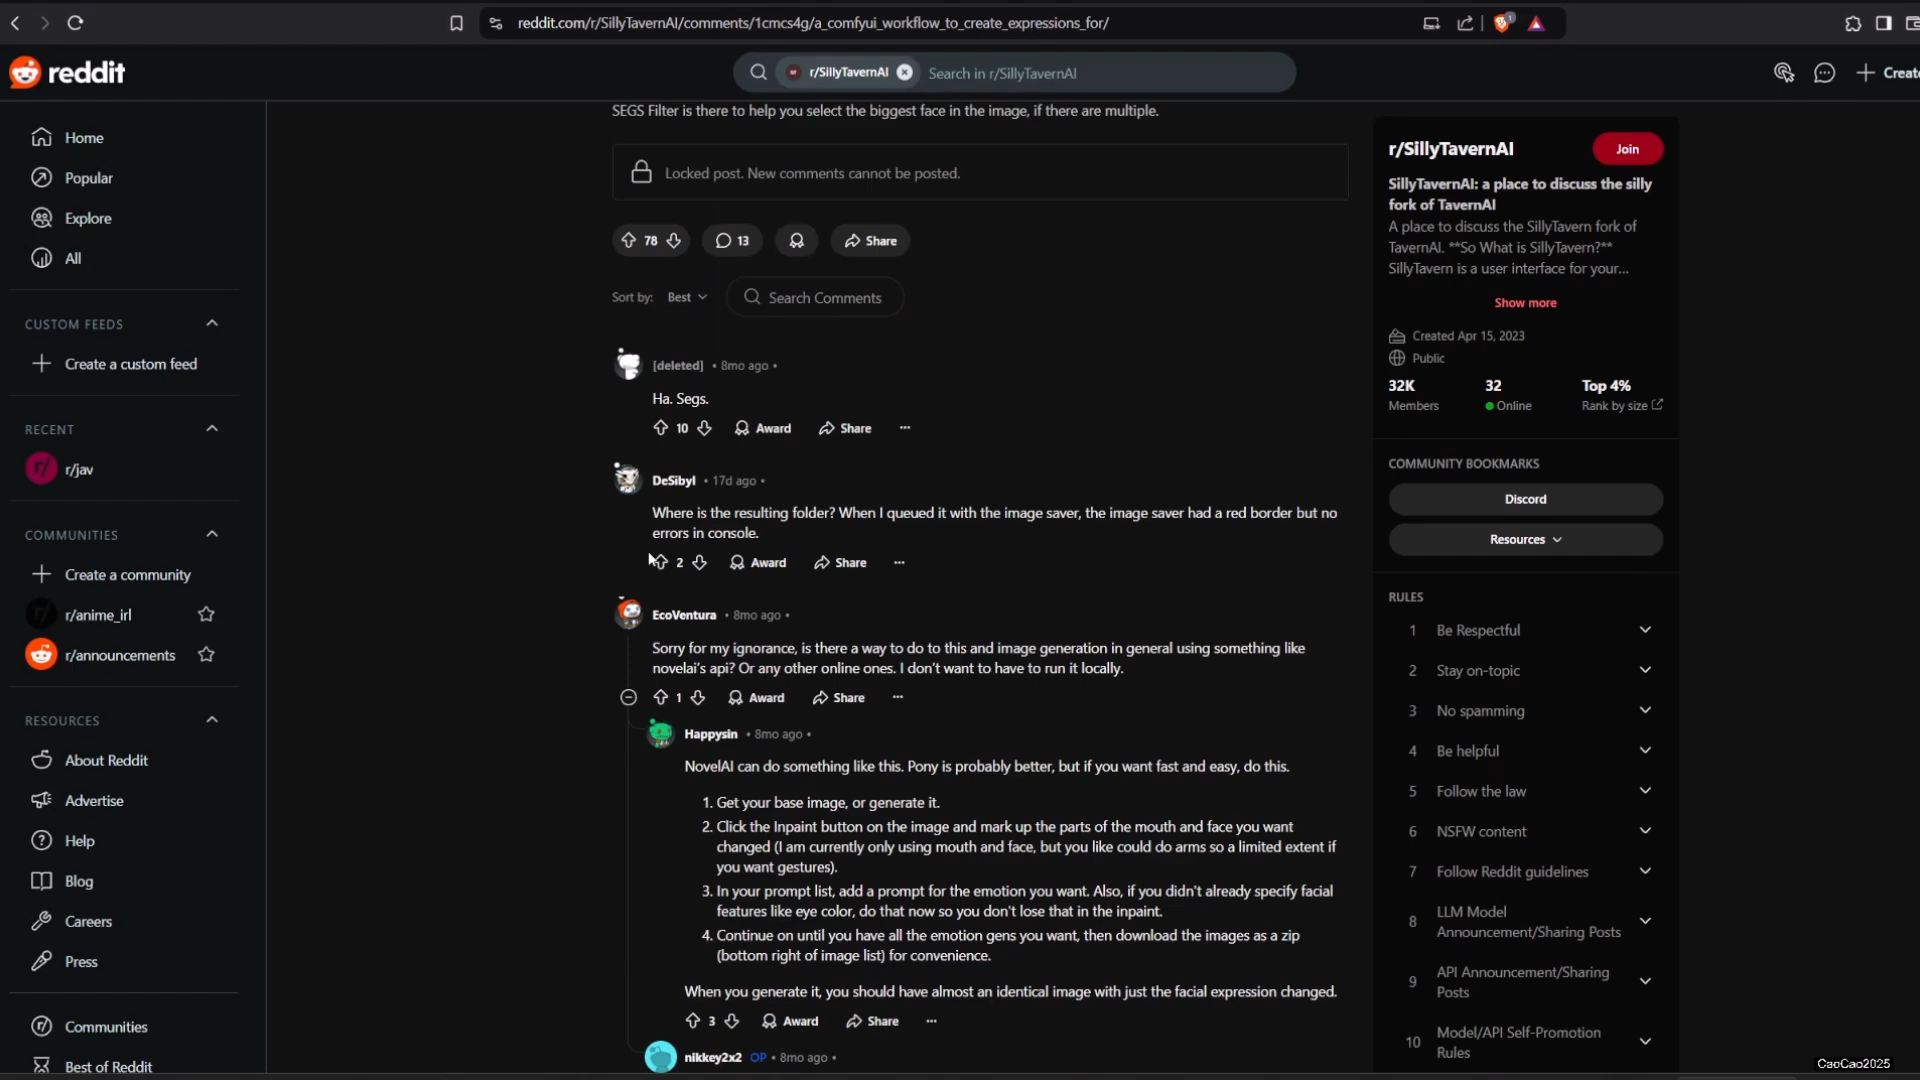 reddit.com/r/SillyTavernAI/comments/1cmcs4g/a_comfyui_workflow_to_create_expressions_for/
1
reddit
r/SillyTavernAI
Search in r/SillyTavernAI
Create
Home
Popular
Explore
All
CUSTOM FEEDS
Create a custom feed
RECENT
r/jav
COMMUNITIES
Create a community
r/anime_irl
r/announcements
RESOURCES
About Reddit
Advertise
Help
Blog
Careers
Press
Communities
Best of Reddit
SEGS Filter is there to help you select the biggest face in the image, if there are multiple.
Locked post. New comments cannot be posted.
78
13
Share
Sort by: Best
Search Comments
[deleted] • 8mo ago •
Ha. Segs.
10 Award Share ...
DeSibyl • 17d ago •
Where is the resulting folder? When I queued it with the image saver, the image saver had a red border but no
errors in console.
2 Award Share ...
EcoVentura • 8mo ago •
Sorry for my ignorance, is there a way to do to this and image generation in general using something like
novelai's api? Or any other online ones. I don't want to have to run it locally.
1 Award Share ...
Happysin • 8mo ago •
NovelAI can do something like this. Pony is probably better, but if you want fast and easy, do this.
1. Get your base image, or generate it.
2. Click the Inpaint button on the image and mark up the parts of the mouth and face you want
changed (I am currently only using mouth and face, but you like could do arms so a limited extent if
you want gestures).
3. In your prompt list, add a prompt for the emotion you want. Also, if you didn't already specify facial
features like eye color, do that now so you don't lose that in the inpaint.
4. Continue on until you have all the emotion gens you want, then download the images as a zip
(bottom right of image list) for convenience.
When you generate it, you should have almost an identical image with just the facial expression changed.
3 Award Share ...
nikkey2x2 OP • 8mo ago •
r/SillyTavernAI
Join
SillyTavernAI: a place to discuss the silly
fork of TavernAI
A place to discuss the SillyTavern fork of
TavernAI. **So What is SillyTavern?**
SillyTavern is a user interface for your...
Show more
Created Apr 15, 2023
Public
32K 32 Top 4%
Members Online Rank by size
COMMUNITY BOOKMARKS
Discord
Resources
RULES
1 Be Respectful
2 Stay on-topic
3 No spamming
4 Be helpful
5 Follow the law
6 NSFW content
7 Follow Reddit guidelines
8 LLM Model
Announcement/Sharing Posts
9 API Announcement/Sharing
Posts
10 Model/API Self-Promotion
Rules
CaoCao2025